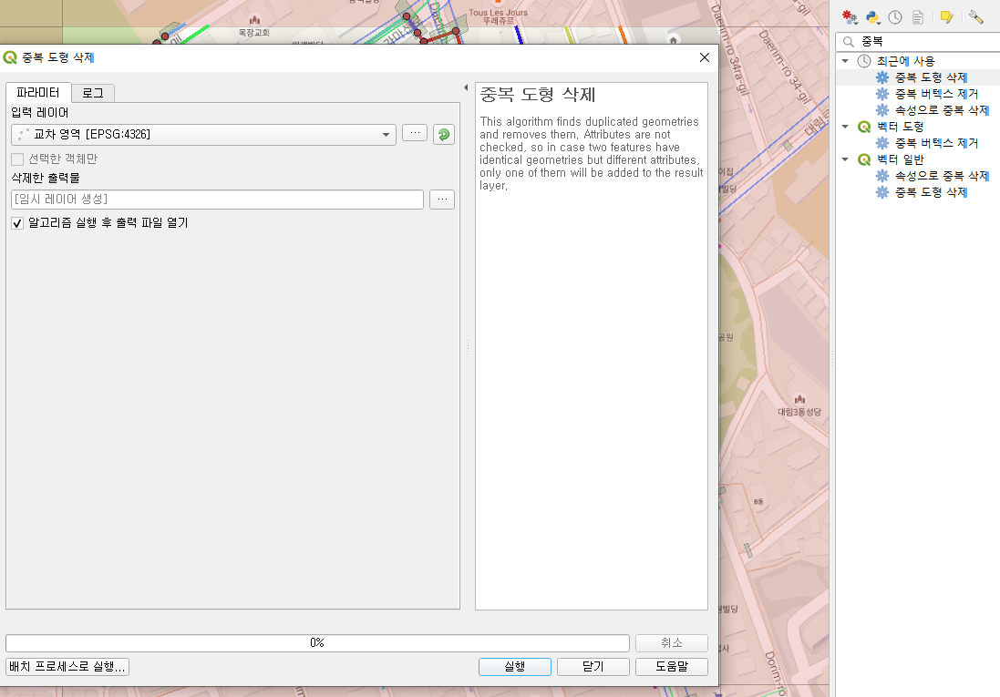 목장교회
Tous Les Jours
뚜레쥬르
Daerim-ro 34ra-gil
Daerim-ro 34-gil
중복 도형 삭제
파라미터
로그
입력 레이어
교차 영역 [EPSG:4326]
...
선택한 객체만
삭제한 출력물
[임시 레이어 생성]
...
알고리즘 실행 후 출력 파일 열기
중복 도형 삭제
This algorithm finds duplicated geometries
and removes them. Attributes are not
checked, so in case two features have
identical geometries but different attributes,
only one of them will be added to the result
layer.
0%
취소
배치 프로세스로 실행...
실행
닫기
도움말
대림3동성당
B동
중복
최근에 사용
중복 도형 삭제
중복 버텍스 제거
속성으로 중복 삭제
벡터 도형
중복 버텍스 제거
벡터 일반
속성으로 중복 삭제
중복 도형 삭제